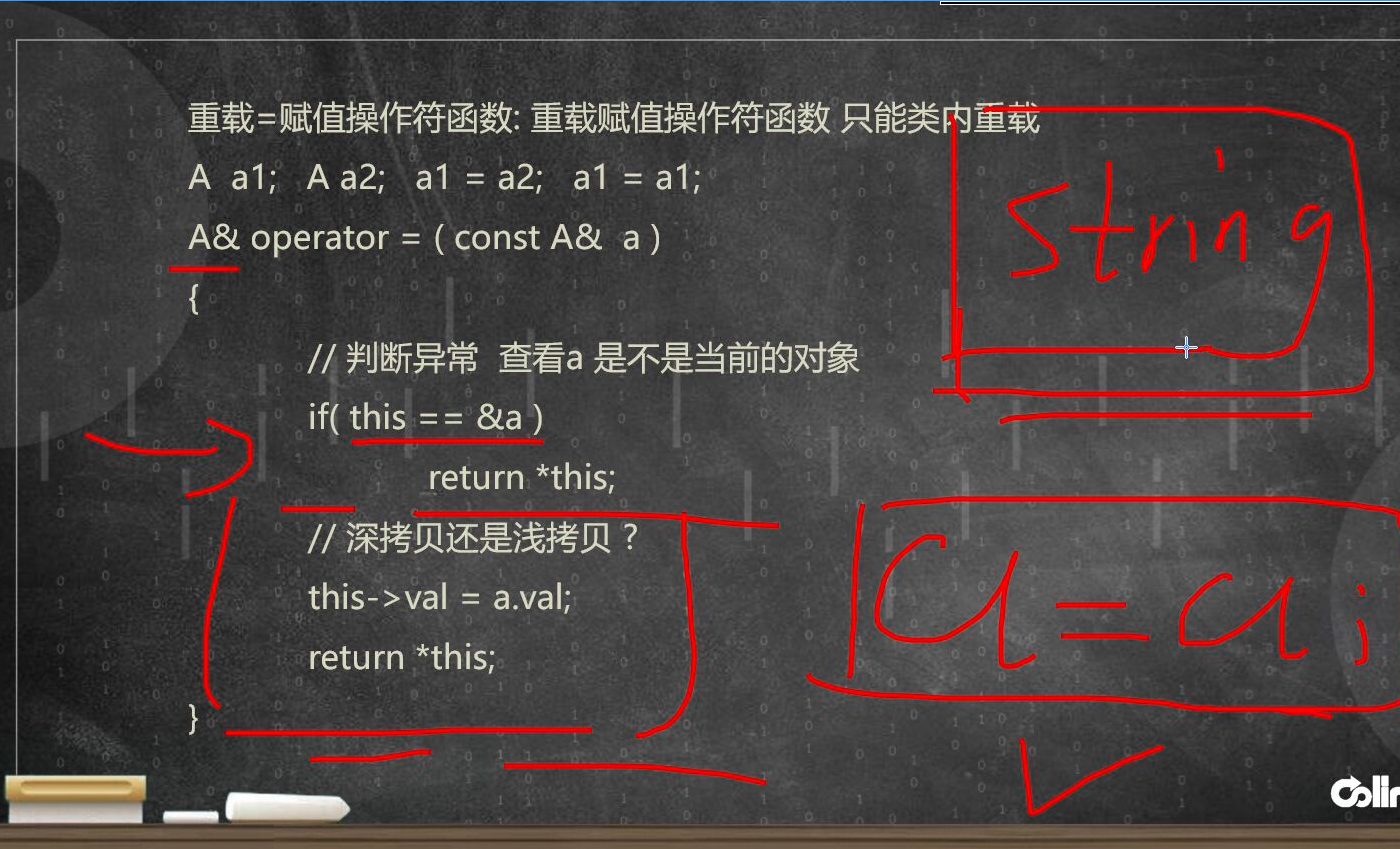 重载=赋值操作符函数: 重载赋值操作符函数 只能类内重载
A a1; A a2; a1 = a2; a1 = a1;
A& operator = ( const A& a )
{
// 判断异常 查看a 是不是当前的对象
if( this == &a )
return *this;
// 深拷贝还是浅拷贝 ?
this->val = a.val;
return *this;
}
string
a = a;